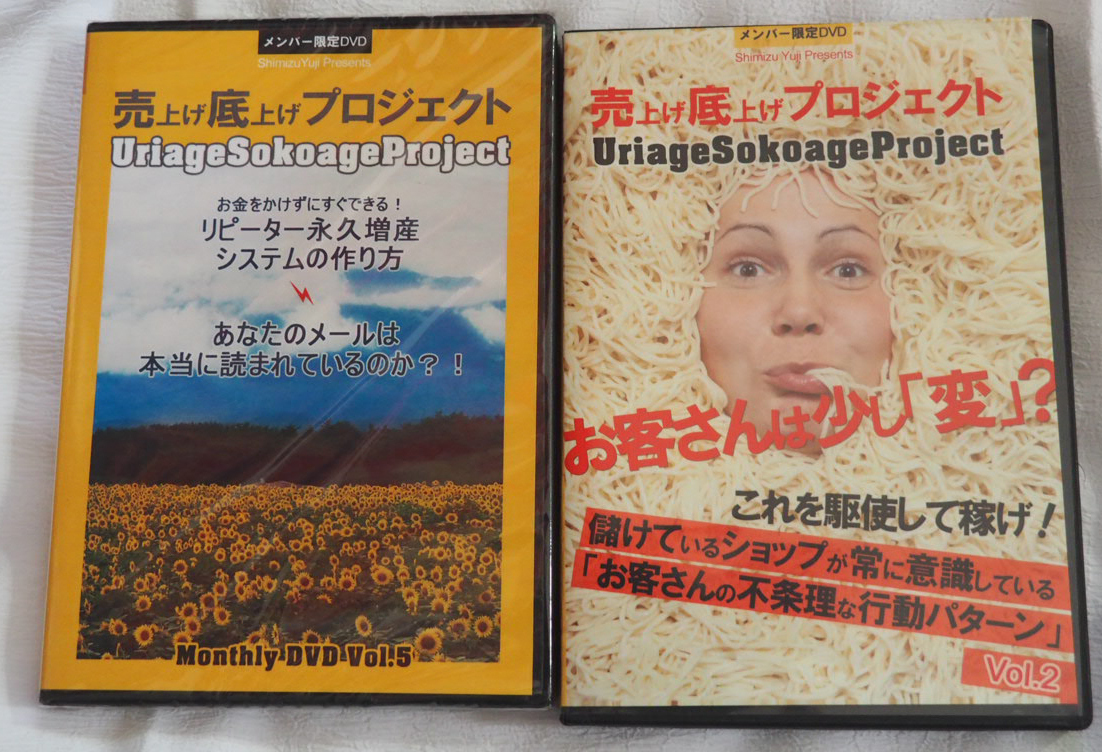 メンバー限定DVD
ShimizuYuji Presents
売上げ底上げプロジェクト
UriageSokoageProject
お金をかけずにすぐできる！
リピーター永久増産
システムの作り方
あなたのメールは
本当に読まれているのか？！
Monthly DVD Vol.5
メンバー限定DVD
Shimizu Yuji Presents
売上げ底上げプロジェクト
UriageSokoageProject
お客さんは少し「変」?
これを駆使して稼げ！
儲けているショップが常に意識している
「お客さんの不条理な行動パターン」
Vol.2